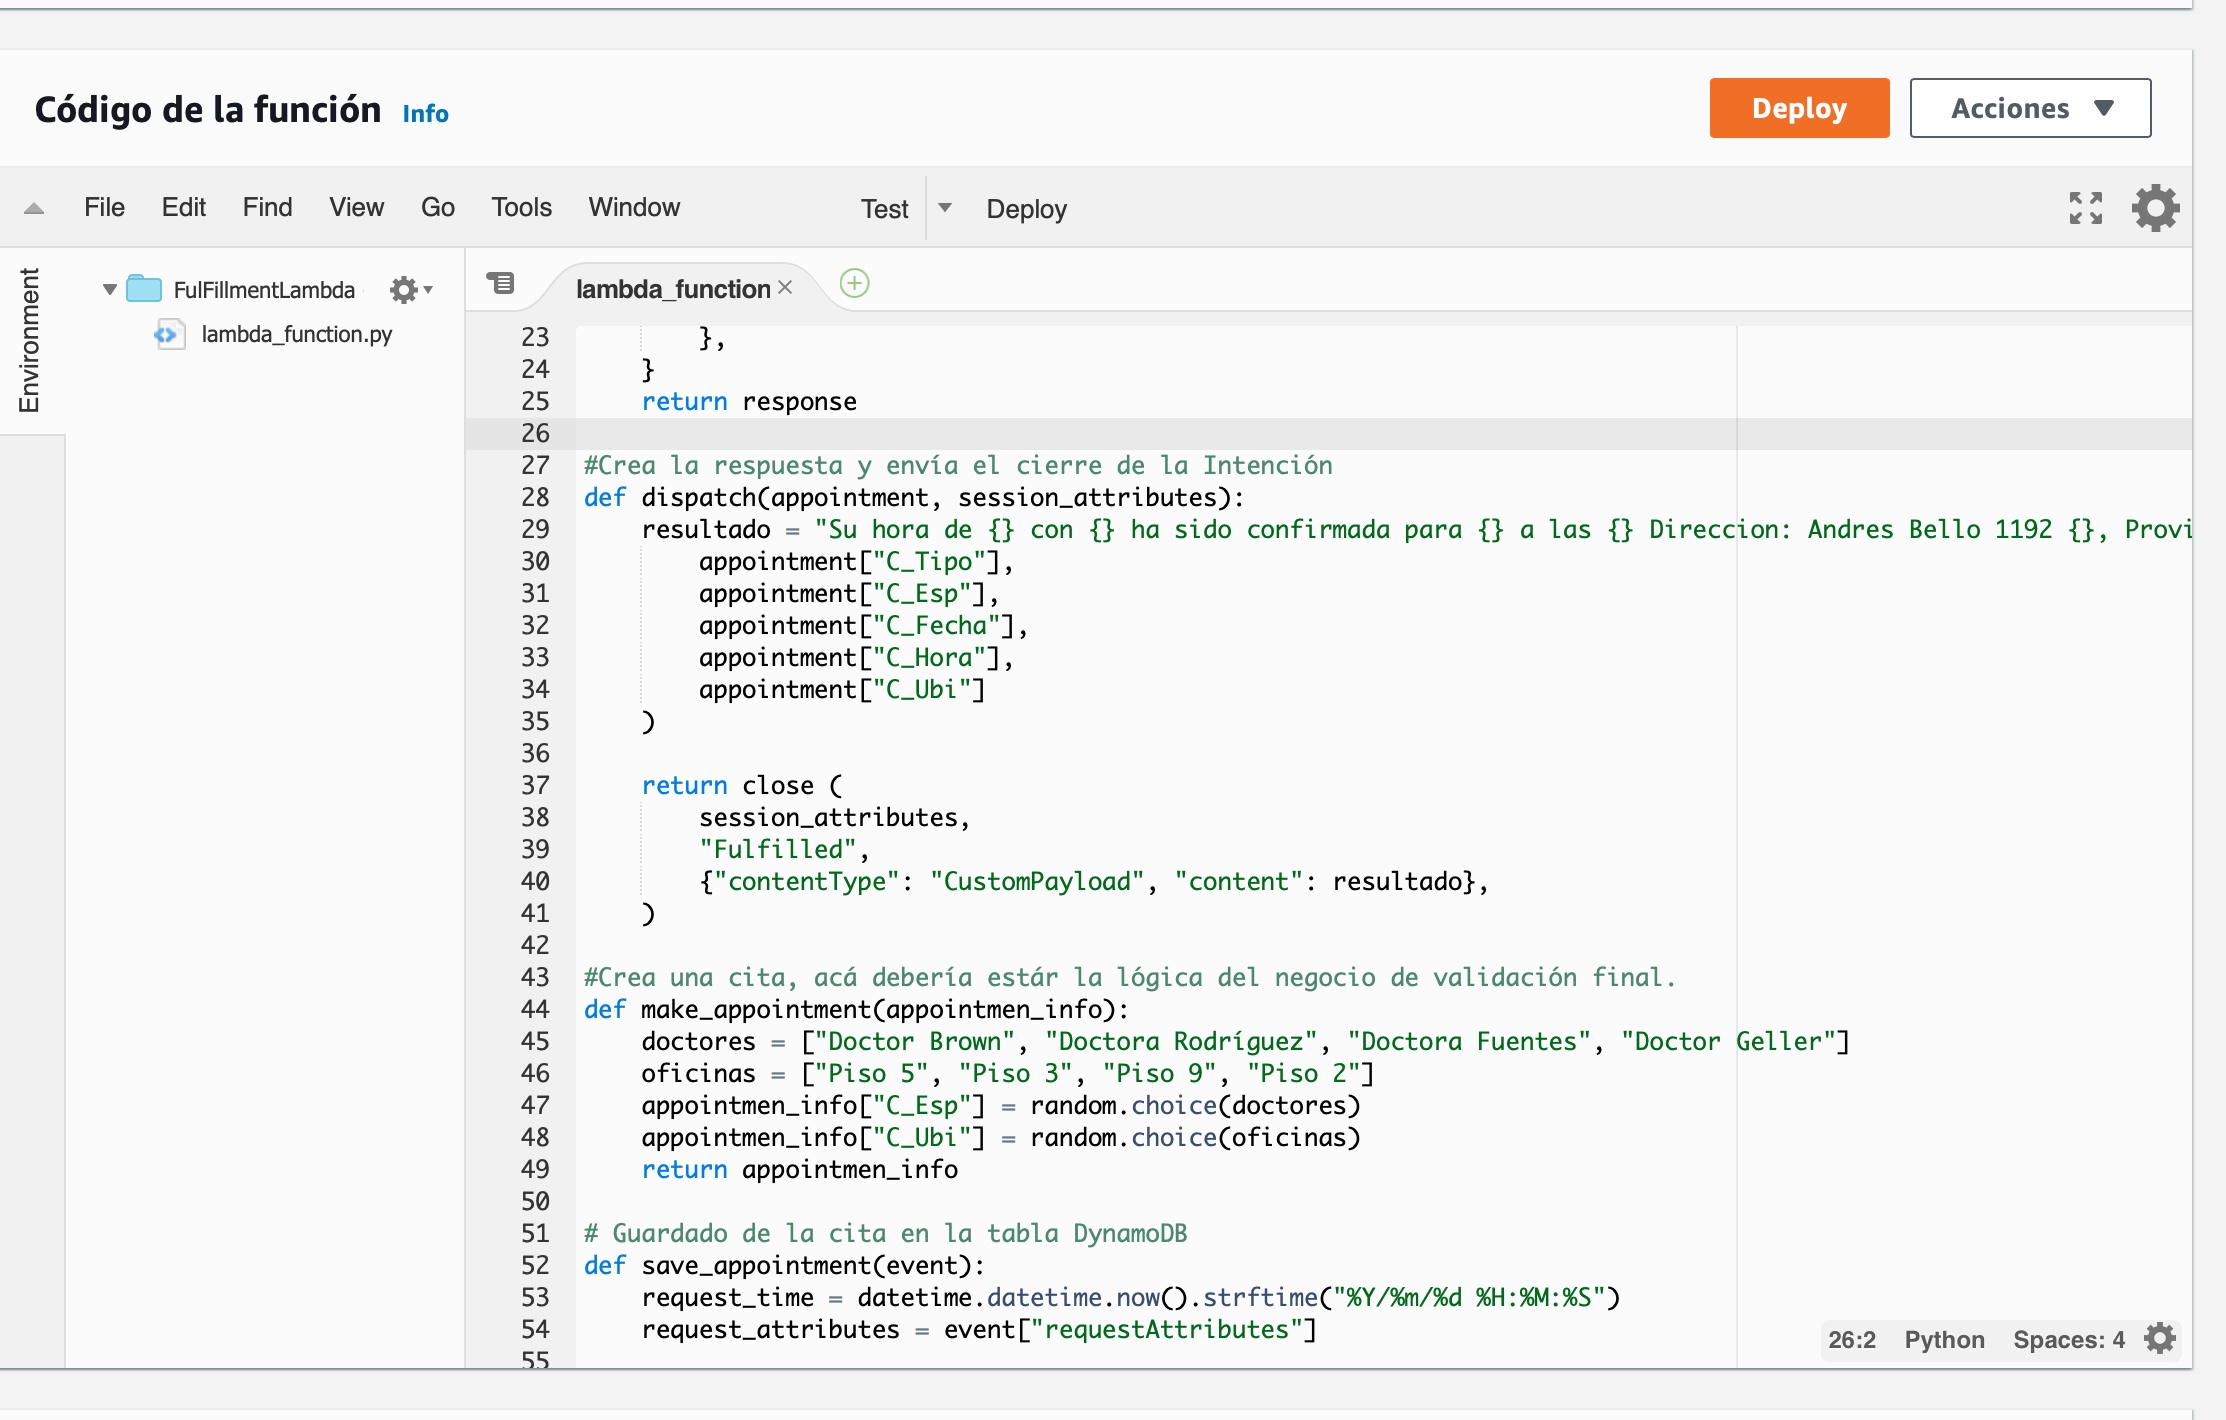 Código de la función Info
Deploy
Acciones
File Edit Find View Go Tools Window Test Deploy
Environment
FulFillmentLambda
lambda_function.py
lambda_function
23 },
24 }
25 return response
26
27 #Crea la respuesta y envía el cierre de la Intención
28 def dispatch(appointment, session_attributes):
29 resultado = "Su hora de {} con {} ha sido confirmada para {} a las {} Direccion: Andres Bello 1192 {}, Provi
30 appointment["C_Tipo"],
31 appointment["C_Esp"],
32 appointment["C_Fecha"],
33 appointment["C_Hora"],
34 appointment["C_Ubi"]
35 )
36
37 return close (
38 session_attributes,
39 "Fulfilled",
40 {"contentType": "CustomPayload", "content": resultado},
41 )
42
43 #Crea una cita, acá debería estár la lógica del negocio de validación final.
44 def make_appointment(appointmen_info):
45 doctores = ["Doctor Brown", "Doctora Rodríguez", "Doctora Fuentes", "Doctor Geller"]
46 oficinas = ["Piso 5", "Piso 3", "Piso 9", "Piso 2"]
47 appointmen_info["C_Esp"] = random.choice(doctores)
48 appointmen_info["C_Ubi"] = random.choice(oficinas)
49 return appointmen_info
50
51 # Guardado de la cita en la tabla DynamoDB
52 def save_appointment(event):
53 request_time = datetime.datetime.now().strftime("%Y/%m/%d %H:%M:%S")
54 request_attributes = event["requestAttributes"]
55
26:2 Python Spaces: 4